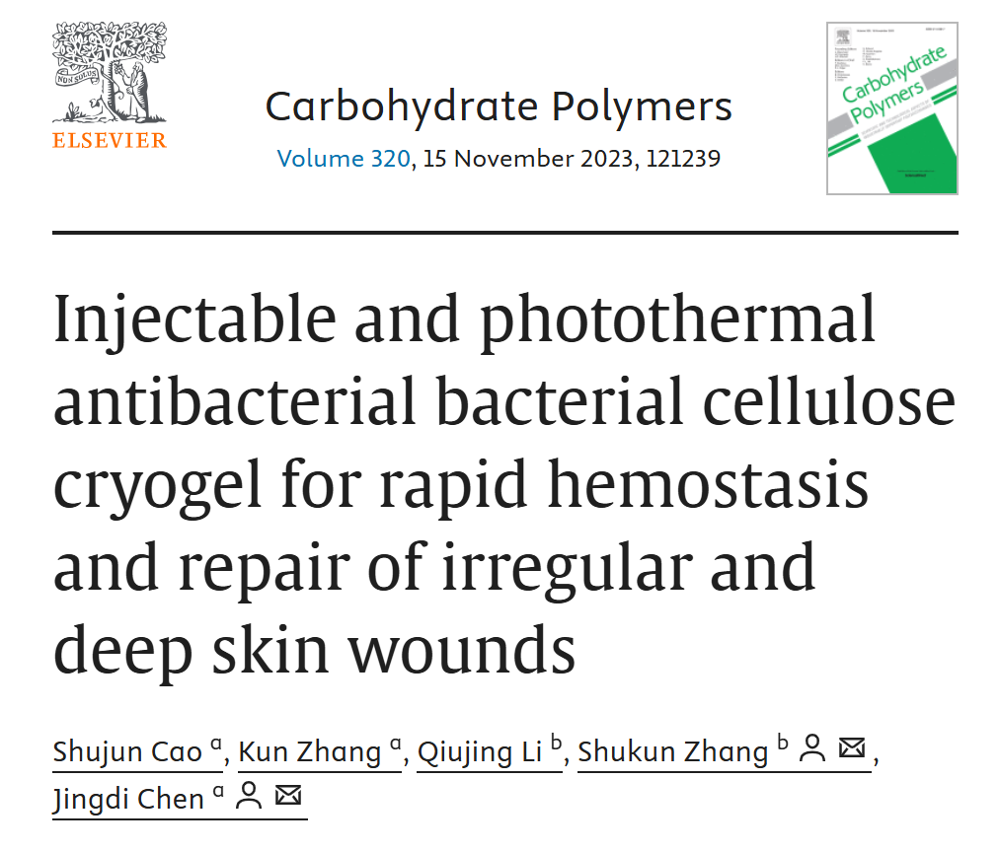 NON SOLUS
ELSEVIER
Carbohydrate Polymers
Volume 320, 15 November 2023, 121239
Carbohydrate
Polymers
Injectable and photothermal
antibacterial bacterial cellulose
cryogel for rapid hemostasis
and repair of irregular and
deep skin wounds
Shujun Cao a, Kun Zhang a, Qiujing Li b, Shukun Zhang b,
Jingdi Chen a